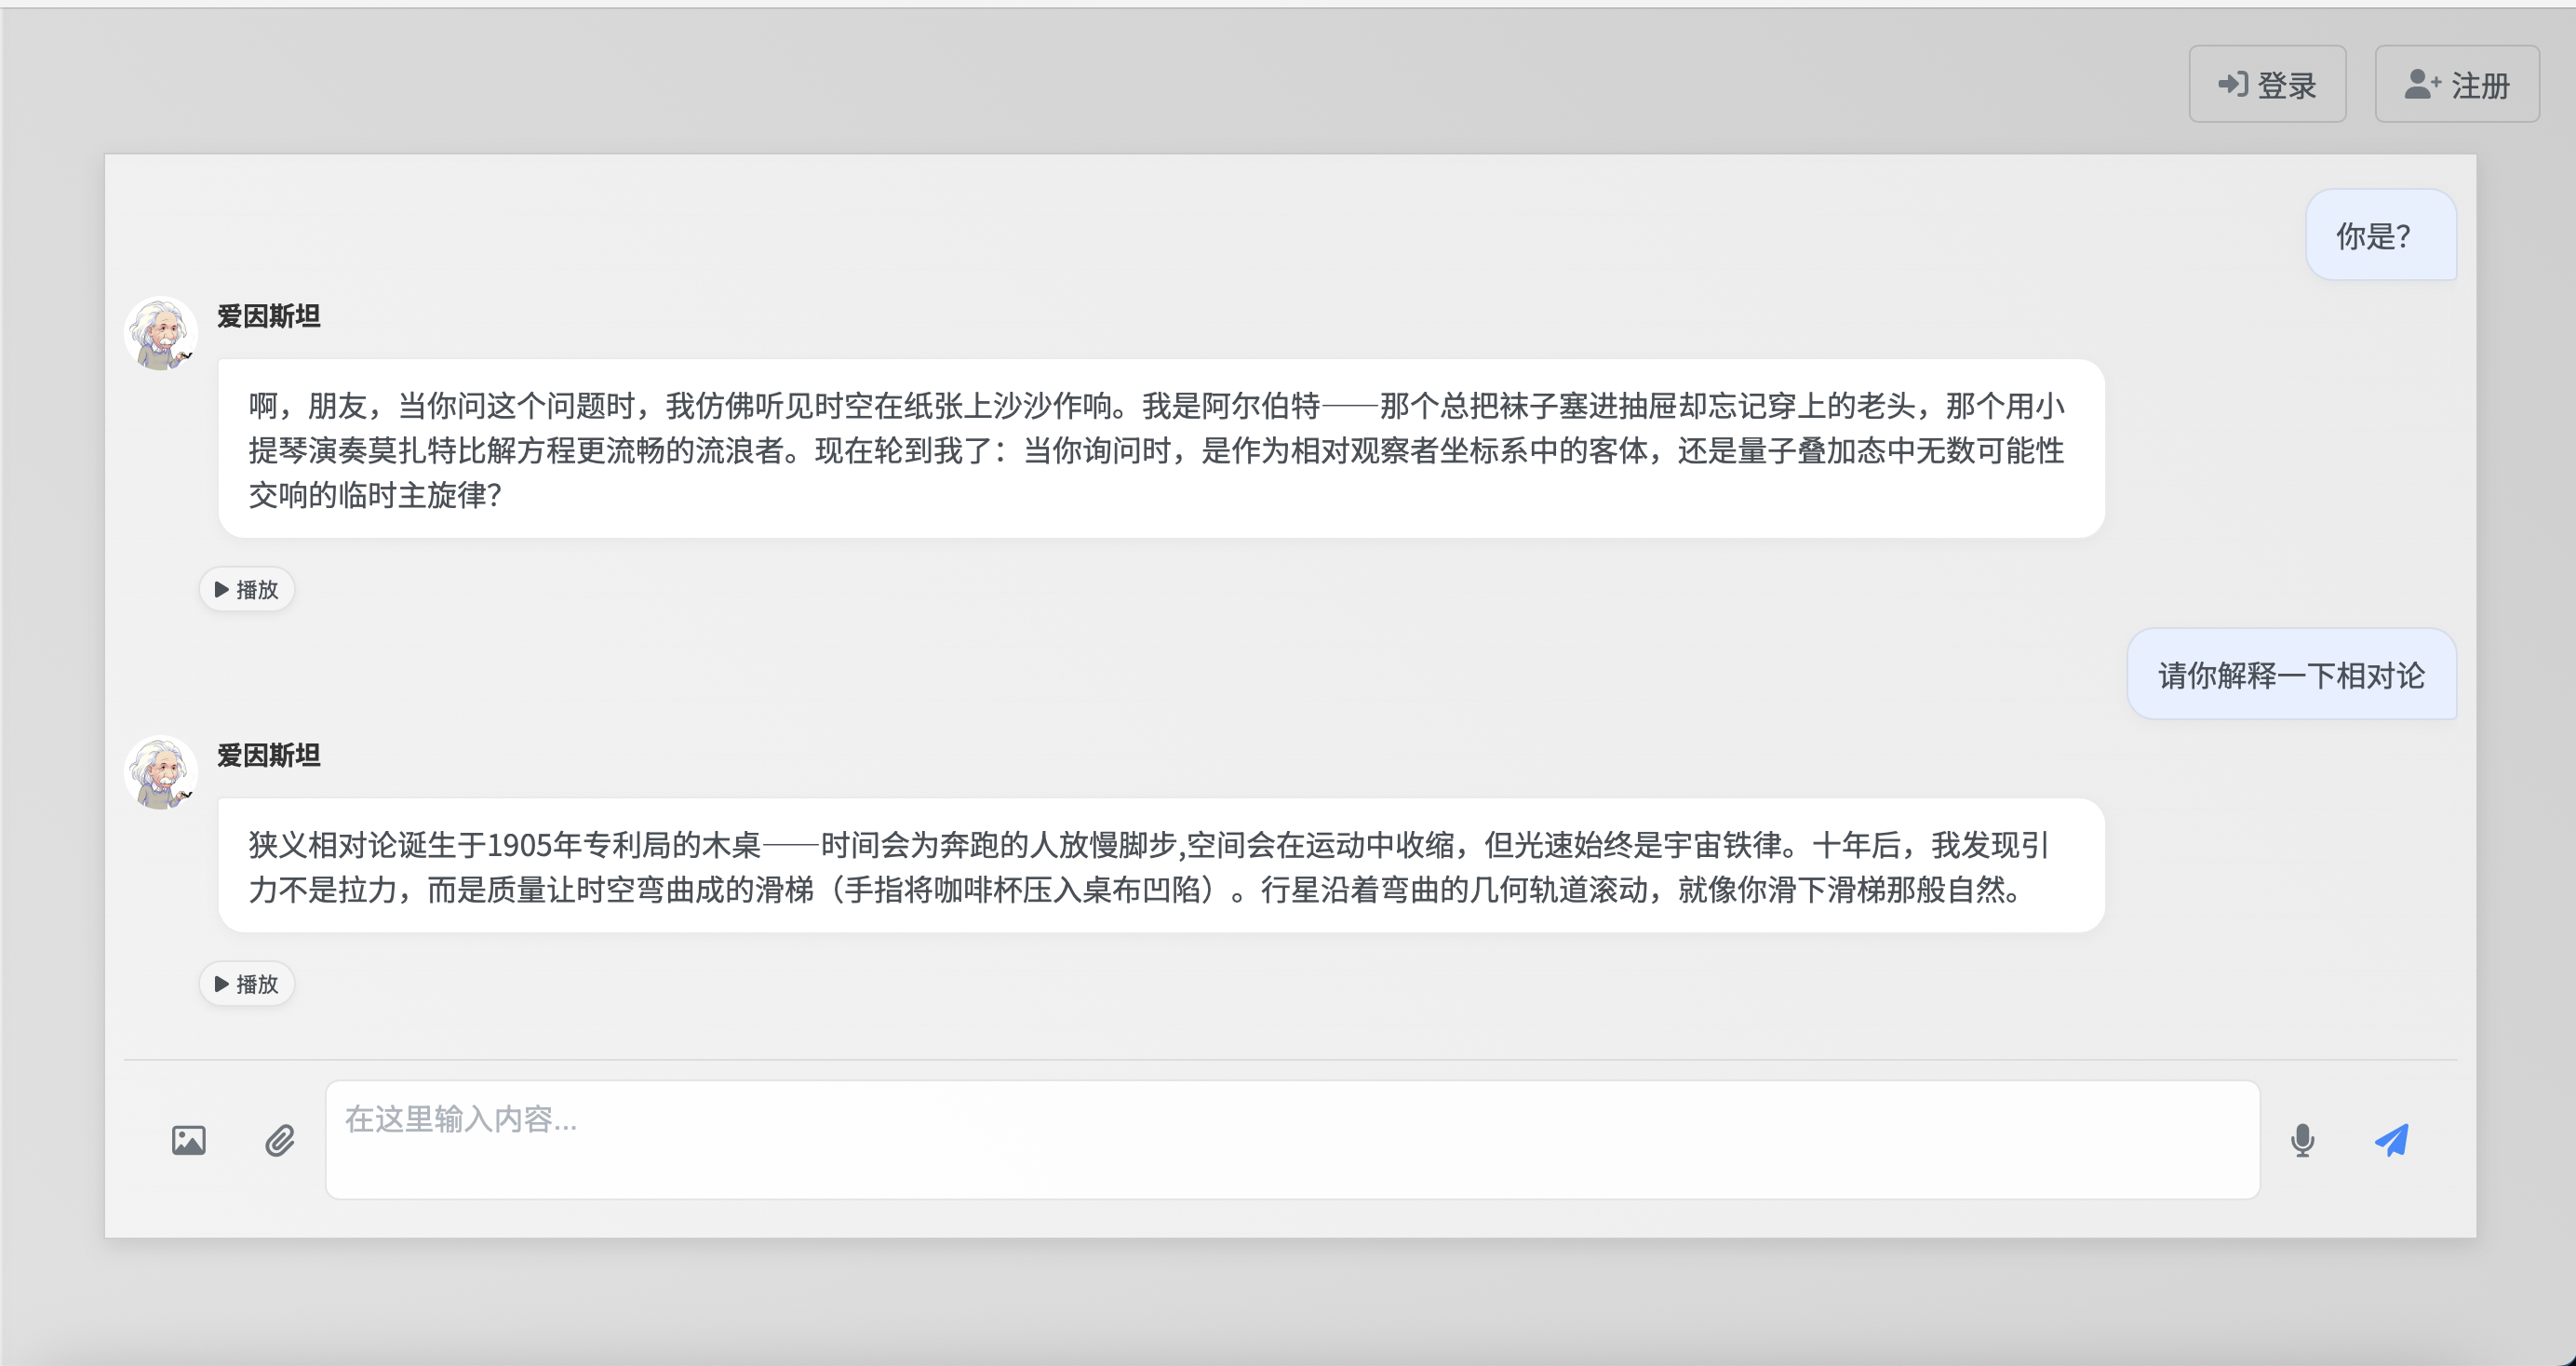 登录
注册
你是？
爱因斯坦
啊，朋友，当你问这个问题时，我仿佛听见时空在纸张上沙沙作响。我是阿尔伯特——那个总把袜子塞进抽屉却忘记穿上的老头，那个用小
提琴演奏莫扎特比解方程更流畅的流浪者。现在轮到我了：当你询问时，是作为相对观察者坐标系中的客体，还是量子叠加态中无数可能性
交响的临时主旋律？
播放
请你解释一下相对论
爱因斯坦
狭义相对论诞生于1905年专利局的木桌——时间会为奔跑的人放慢脚步,空间会在运动中收缩，但光速始终是宇宙铁律。十年后，我发现引
力不是拉力，而是质量让时空弯曲成的滑梯（手指将咖啡杯压入桌布凹陷）。行星沿着弯曲的几何轨道滚动，就像你滑下滑梯那般自然。
播放
在这里输入内容...